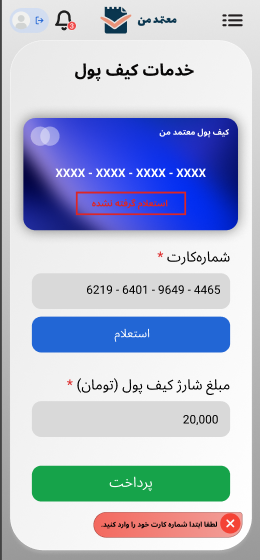 معتمد من
3
خدمات کیف پول
کیف پول معتمد من
XXXX - XXXX - XXXX - XXXX
استعلام گرفته نشده
شماره‌کارت *
6219 - 6401 - 9649 - 4465
استعلام
مبلغ شارژ کیف پول (تومان) *
20,000
پرداخت
لطفا ابتدا شماره کارت خود را وارد کنید.